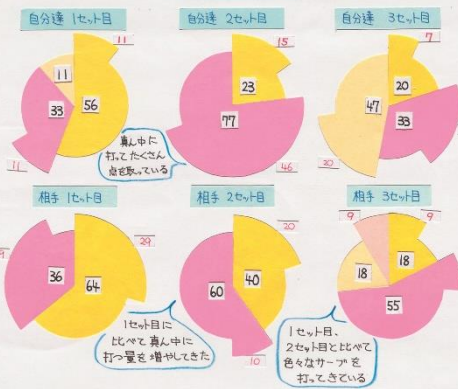 自分達 1セット目
自分達 2セット目
自分達 3セット目
11
11
33
56
11
15
23
77
46
7
20
47
33
20
真ん中に
打ってたくさん
点を取っている
相手 1セット目
相手 2セット目
相手 3セット目
29
36
64
20
60
40
10
9
9
18
18
55
1セット目に
比べて真ん中に
打つ量を増やしてきた
1セット目、
2セット目と比べて
色々なサーブを
打ってきている